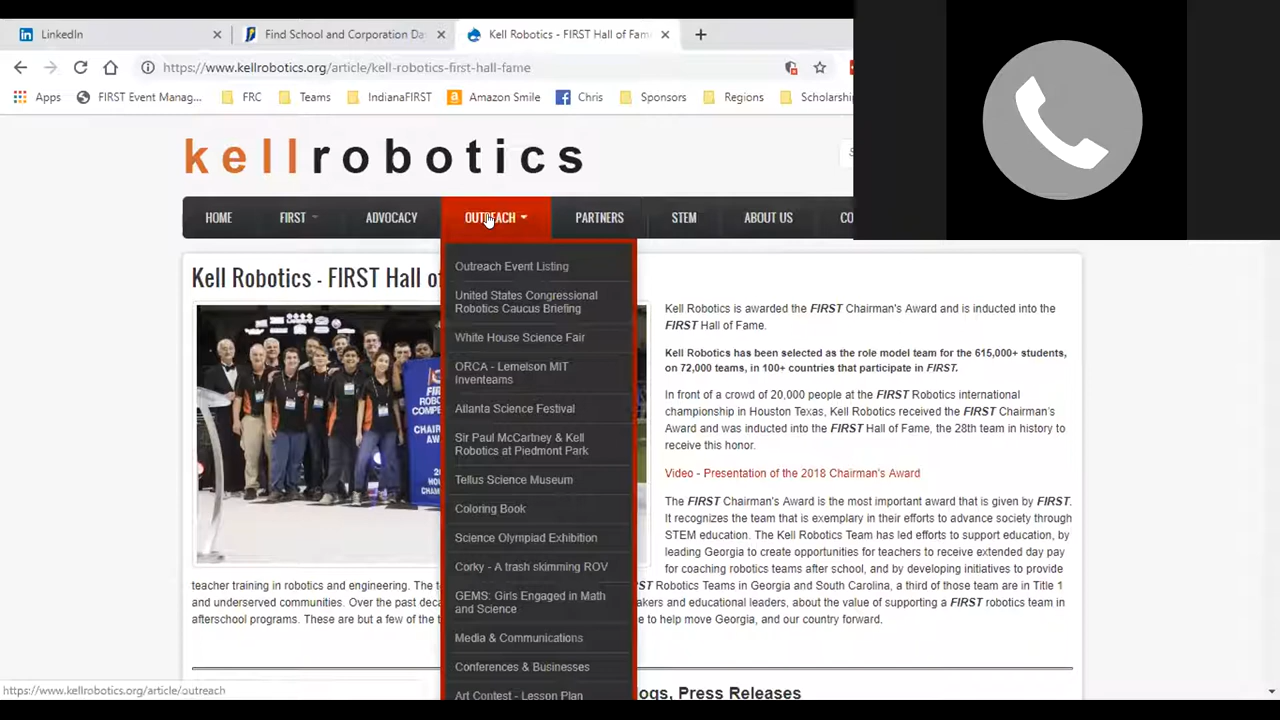 LinkedIn
Find School and Corporation Da
Kell Robotics - FIRST Hall of Fame
https://www.kellrobotics.org/article/kell-robotics-first-hall-fame
Apps
FIRST Event Manag...
FRC
Teams
IndianaFIRST
Amazon Smile
Chris
Sponsors
Regions
Scholarship
kellrobotics
HOME
FIRST
ADVOCACY
OUTREACH
PARTNERS
STEM
ABOUT US
CO
Kell Robotics - FIRST Hall of
Outreach Event Listing
United States Congressional
Robotics Caucus Briefing
White House Science Fair
ORCA - Lemelson MIT
Inventeams
Atlanta Science Festival
Sir Paul McCartney & Kell
Robotics at Piedmont Park
Tellus Science Museum
Coloring Book
Science Olympiad Exhibition
Corky - A trash skimming ROV
GEMS: Girls Engaged in Math
and Science
Media & Communications
Conferences & Businesses
Art Contest - Lesson Plan
Kell Robotics is awarded the FIRST Chairman's Award and is inducted into the
FIRST Hall of Fame.
Kell Robotics has been selected as the role model team for the 615,000+ students,
on 72,000 teams, in 100+ countries that participate in FIRST.
In front of a crowd of 20,000 people at the FIRST Robotics international
championship in Houston Texas, Kell Robotics received the FIRST Chairman's
Award and was inducted into the FIRST Hall of Fame, the 28th team in history to
receive this honor.
Video - Presentation of the 2018 Chairman's Award
The FIRST Chairman's Award is the most important award that is given by FIRST.
It recognizes the team that is exemplary in their efforts to advance society through
STEM education. The Kell Robotics Team has led efforts to support education, by
leading Georgia to create opportunities for teachers to receive extended day pay
for coaching robotics teams after school, and by developing initiatives to provide
teacher training in robotics and engineering. The t
RST Robotics Teams in Georgia and South Carolina, a third of those team are in Title 1
and underserved communities. Over the past deca
akers and educational leaders, about the value of supporting a FIRST robotics team in
afterschool programs. These are but a few of the t
e to help move Georgia, and our country forward.
ogs, Press Releases
https://www.kellrobotics.org/article/outreach